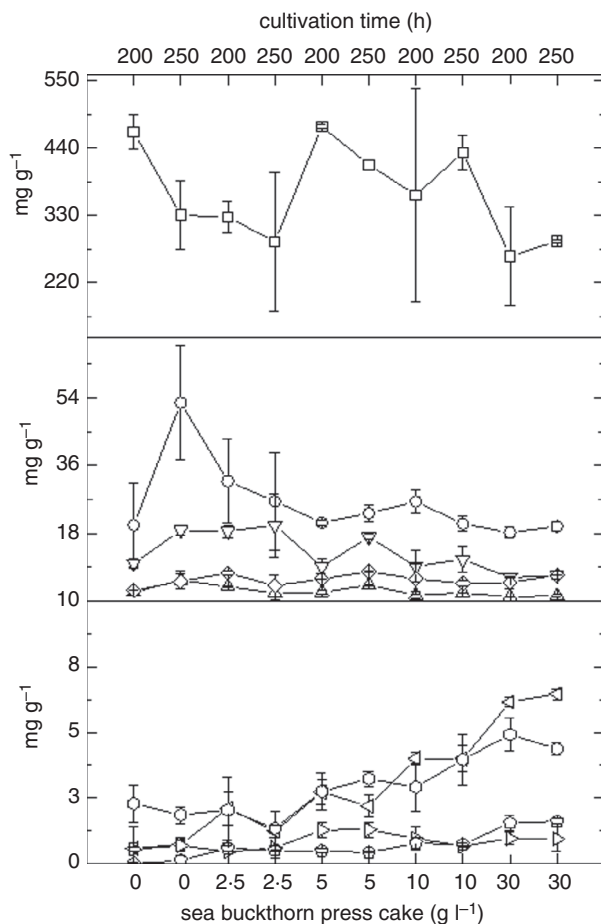 cultivation time (h)
200 250 200 250 200 250 200 250 200 250
550
440
330
220
mg g⁻¹
54
36
18
10
mg g⁻¹
8
5
3
0
mg g⁻¹
0 0 2·5 2·5 5 5 10 10 30 30
sea buckthorn press cake (g l⁻¹)